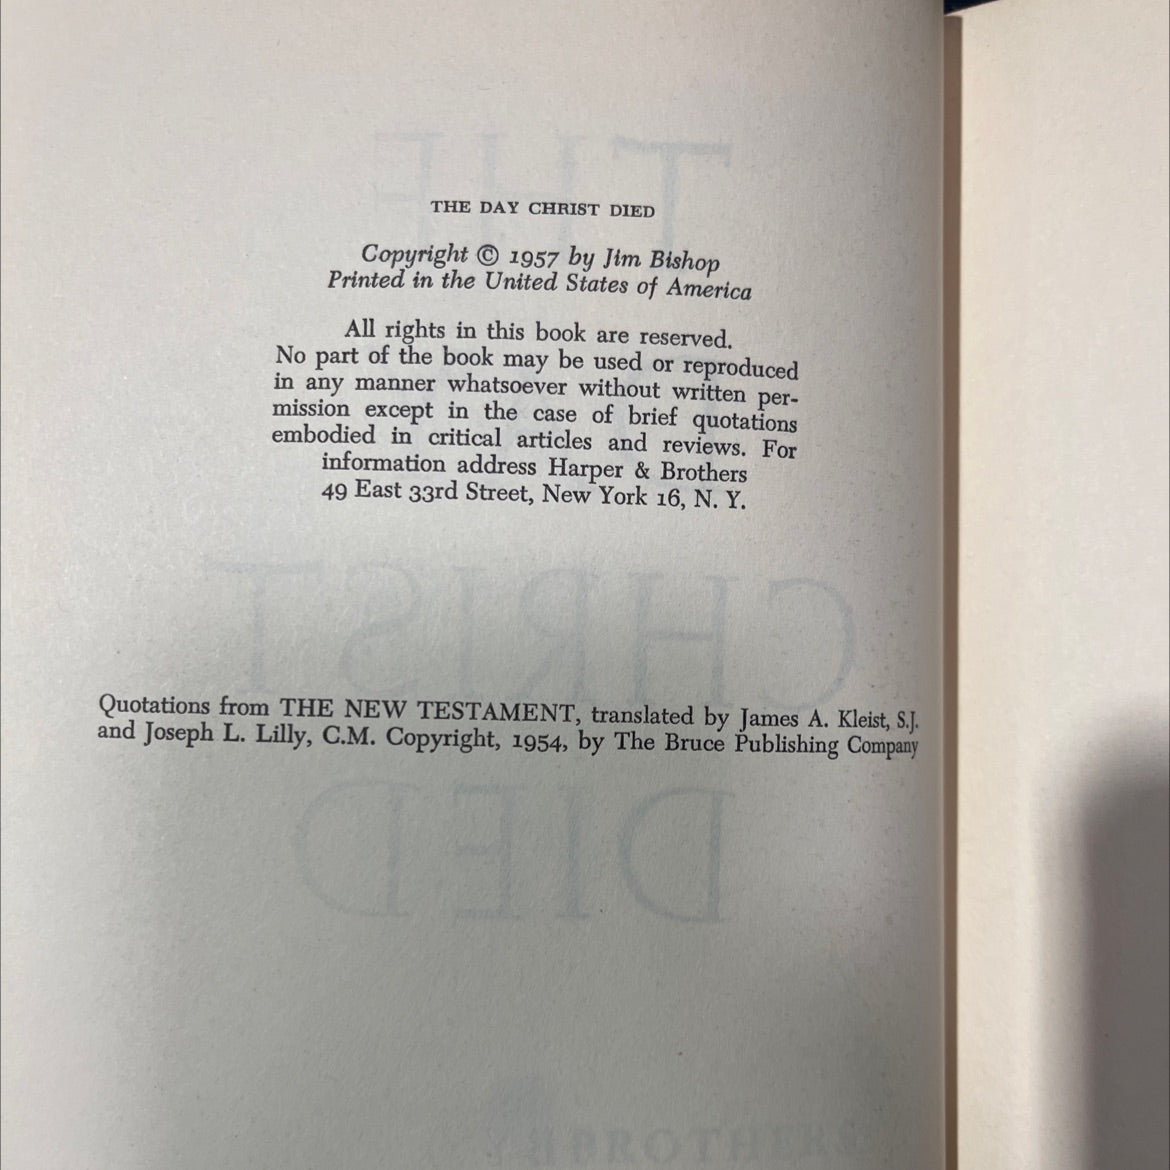 THE DAY CHRIST DIED
Copyright © 1957 by Jim Bishop
Printed in the United States of America
All rights in this book are reserved.
No part of the book may be used or reproduced
in any manner whatsoever without written per-
mission except in the case of brief quotations
embodied in critical articles and reviews. For
information address Harper & Brothers
49 East 33rd Street, New York 16, N. Y.
Quotations from THE NEW TESTAMENT, translated by James A. Kleist, S.J.
and Joseph L. Lilly, C.M. Copyright, 1954, by The Bruce Publishing Company